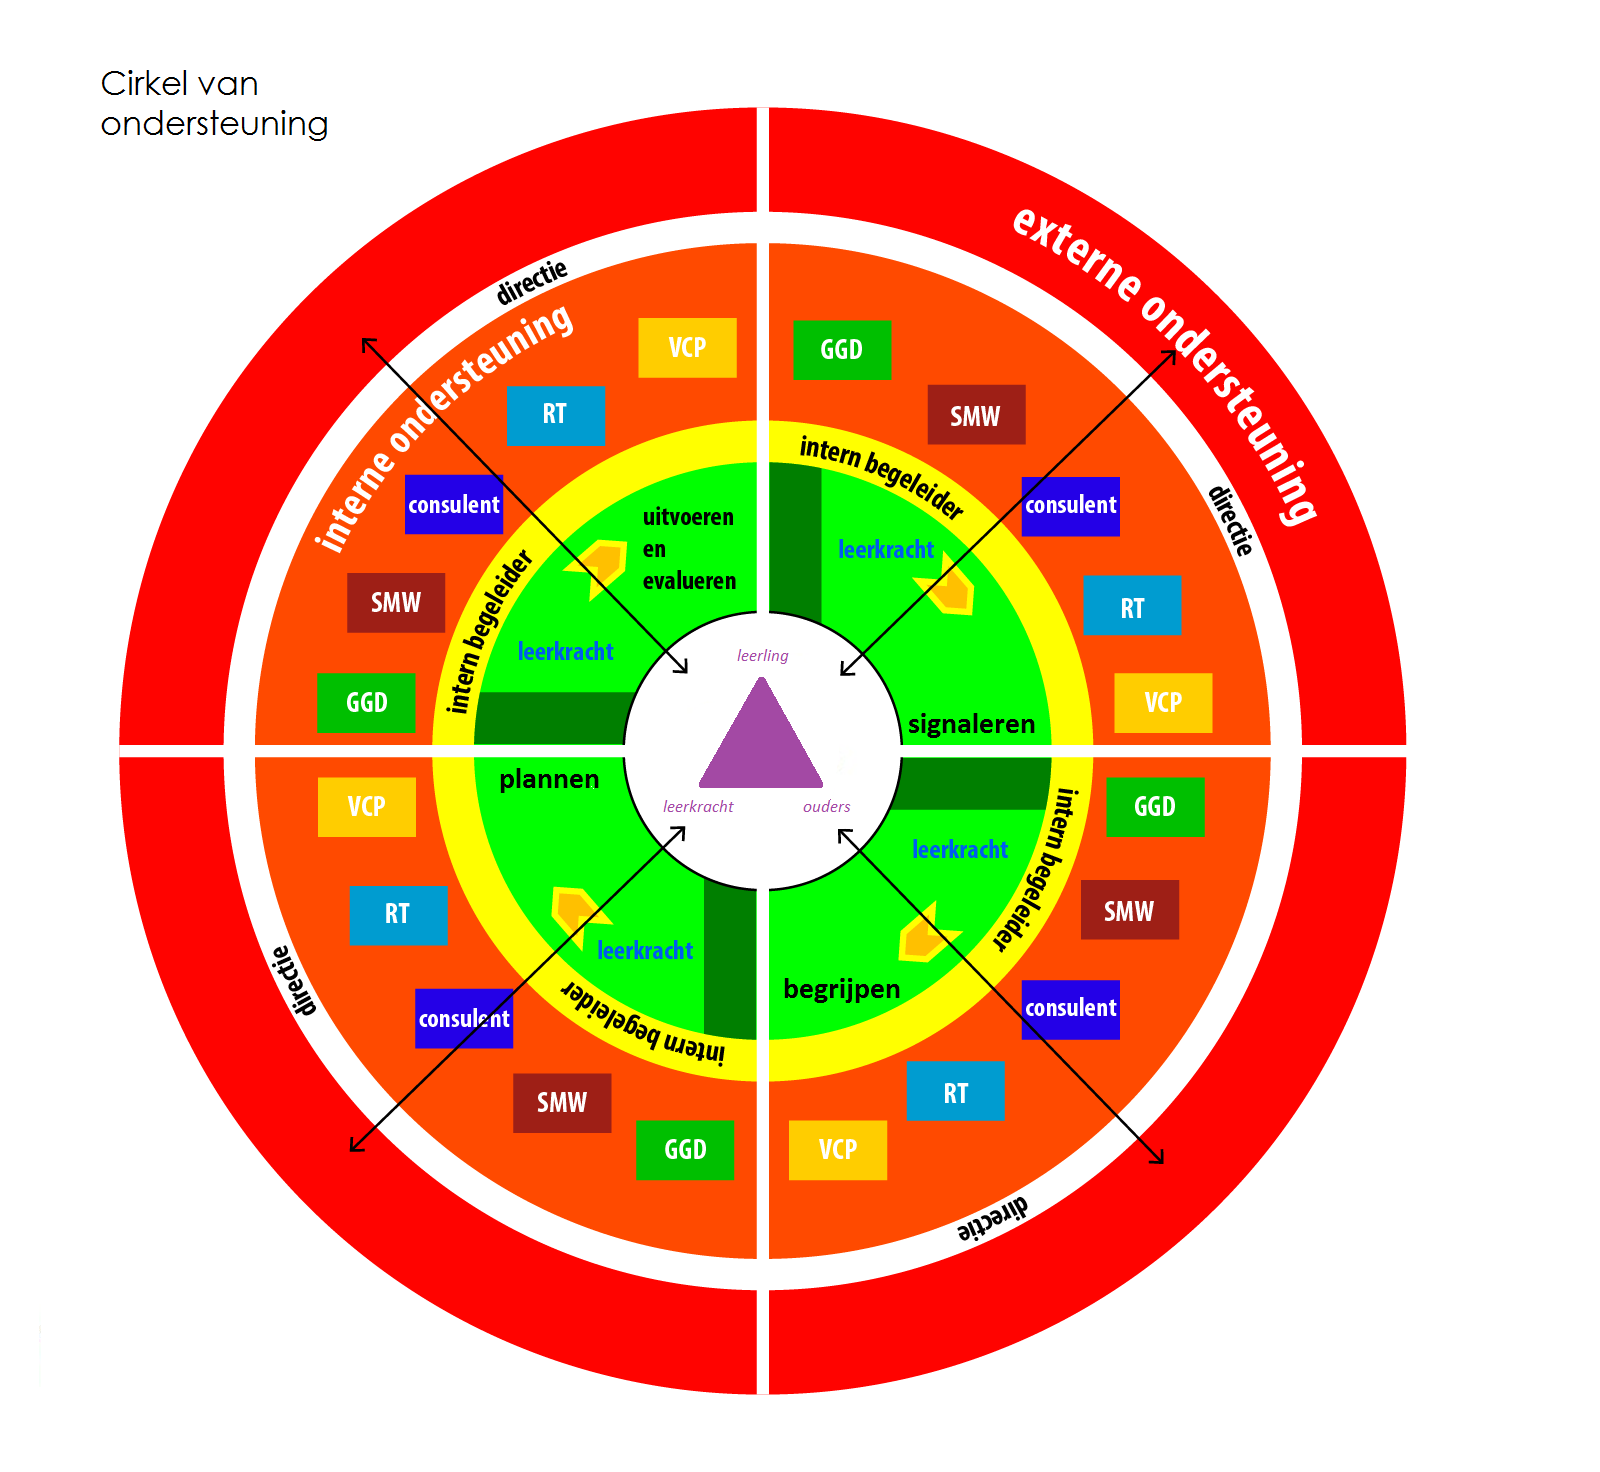 Cirkel van
ondersteuning
externe ondersteuning
directie
interne ondersteuning
VCP
RT
consulent
SMW
GGD
intern begeleider
uitvoeren
en
evalueren
leerkracht
GGD
SMW
consulent
RT
VCP
directie
intern begeleider
leerkracht
signaleren
leerling
leerkracht
ouders
plannen
leerkracht
intern begeleider
VCP
RT
consulent
SMW
GGD
directie
leerkracht
begrijpen
intern begeleider
GGD
SMW
consulent
RT
VCP
directie